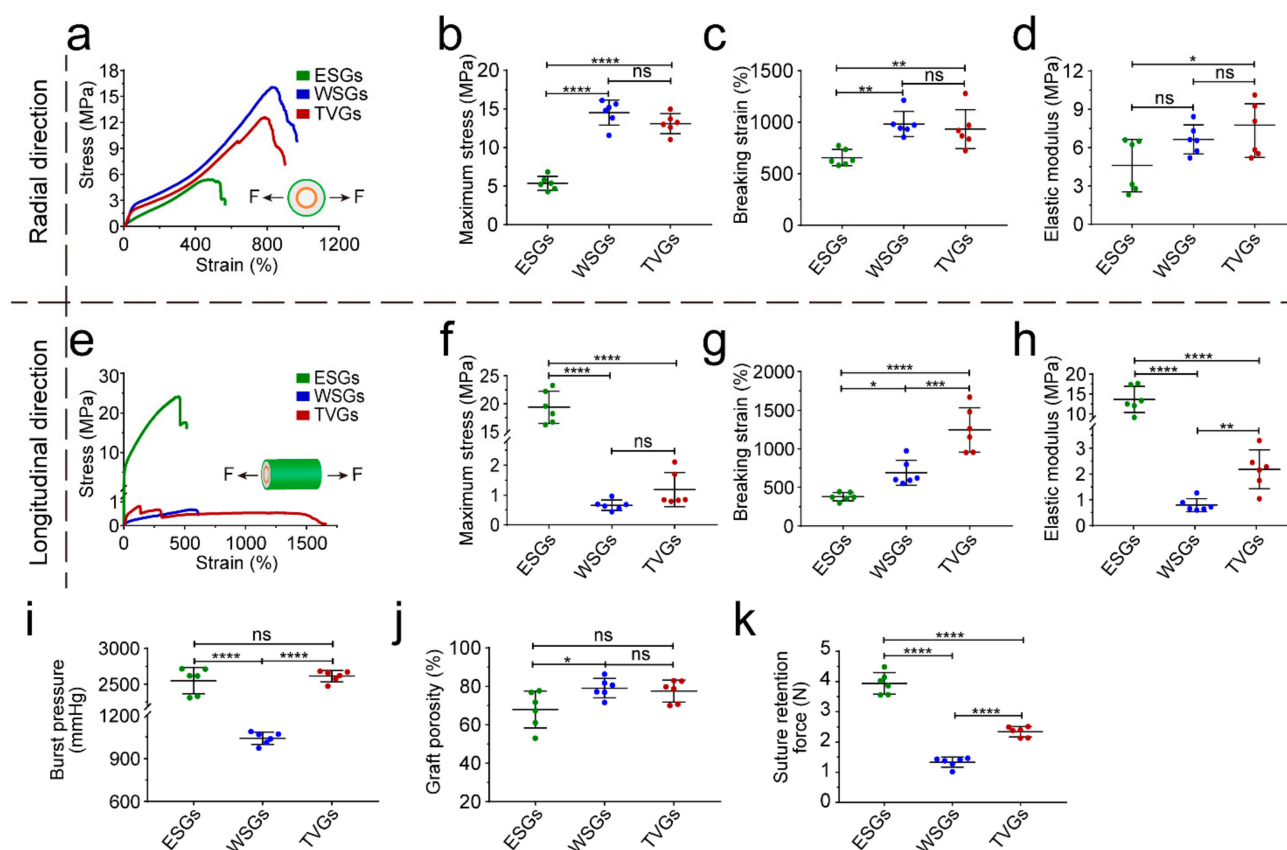 Radial direction
a
Stress (MPa)
18
15
12
9
6
3
0
ESGs
WSGs
TVGs
F
F
0
400
800
1200
Strain (%)
b
Maximum stress (MPa)
20
15
10
5
0
****
****
ns
ESGs
WSGs
TVGs
c
Breaking strain (%)
1500
1000
500
0
**
**
ns
ESGs
WSGs
TVGs
d
Elastic modulus (MPa)
12
9
6
3
0
*
ns
ns
ESGs
WSGs
TVGs
Longitudinal direction
e
Stress (MPa)
30
20
10
1
0
ESGs
WSGs
TVGs
F
F
0
500
1000
1500
Strain (%)
f
Maximum stress (MPa)
25
20
15
2
1
0
****
****
ns
ESGs
WSGs
TVGs
g
Breaking strain (%)
2000
1500
1000
500
0
****
*
***
ESGs
WSGs
TVGs
h
Elastic modulus (MPa)
20
15
10
3
2
1
0
****
****
**
ESGs
WSGs
TVGs
i
Burst pressure
(mmHg)
3000
2500
1200
900
600
ns
****
****
ESGs
WSGs
TVGs
j
Graft porosity (%)
100
80
60
40
20
ns
*
ns
ESGs
WSGs
TVGs
k
Suture retention
force (N)
5
4
3
2
1
0
****
****
****
ESGs
WSGs
TVGs